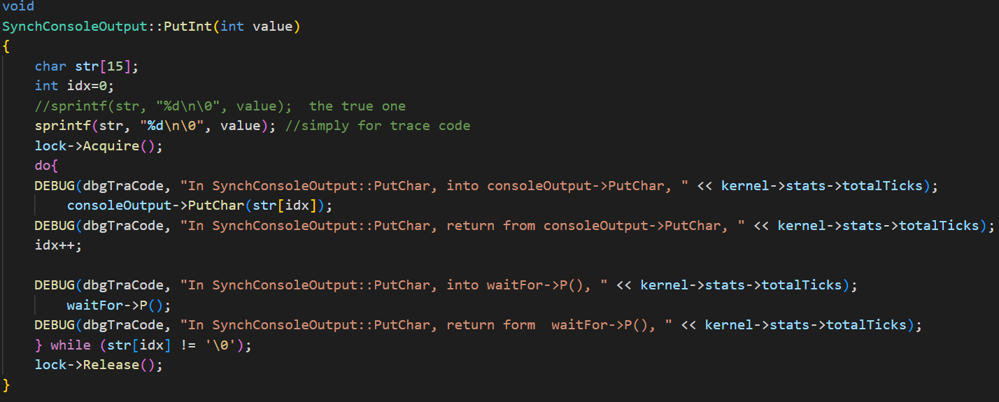 void
SynchConsoleOutput::PutInt(int value)
{
    char str[15];
    int idx=0;
    //sprintf(str, "%d\n\0", value);  the true one
    sprintf(str, "%d\n\0", value); //simply for trace code
    lock->Acquire();
    do{
    DEBUG(dbgTraCode, "In SynchConsoleOutput::PutChar, into consoleOutput->PutChar, " << kernel->stats->totalTicks);
        consoleOutput->PutChar(str[idx]);
    DEBUG(dbgTraCode, "In SynchConsoleOutput::PutChar, return from consoleOutput->PutChar, " << kernel->stats->totalTicks);
    idx++;

    DEBUG(dbgTraCode, "In SynchConsoleOutput::PutChar, into waitFor->P(), " << kernel->stats->totalTicks);
        waitFor->P();
    DEBUG(dbgTraCode, "In SynchConsoleOutput::PutChar, return form  waitFor->P(), " << kernel->stats->totalTicks);
    } while (str[idx] != '\0');
    lock->Release();
}